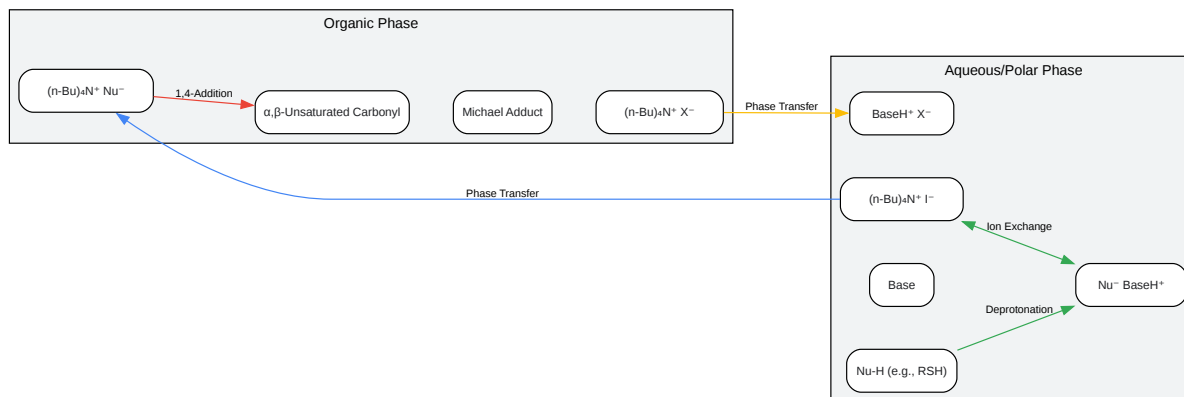 Organic Phase
(n-Bu)₄N⁺ Nu⁻
1,4-Addition
α,β-Unsaturated Carbonyl
Michael Adduct
(n-Bu)₄N⁺ X⁻
Phase Transfer
Aqueous/Polar Phase
BaseH⁺ X⁻
Phase Transfer
(n-Bu)₄N⁺ I⁻
Ion Exchange
Base
Nu⁻ BaseH⁺
Deprotonation
Nu-H (e.g., RSH)